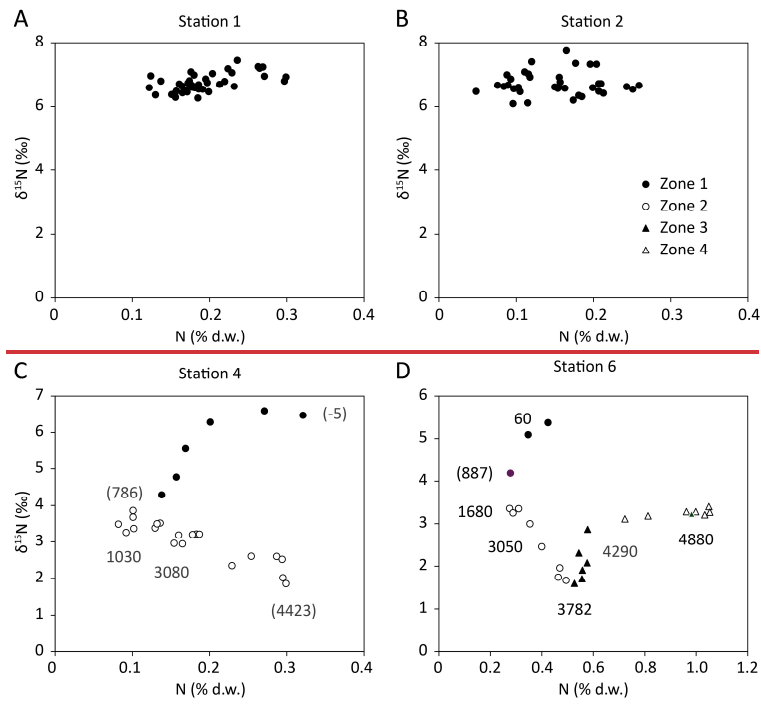 A
Station 1
8
6
4
2
0
δ¹⁵N (‰)
0
0.1
0.2
0.3
0.4
N (% d.w.)
B
Station 2
8
6
4
2
0
δ¹⁵N (‰)
Zone 1
Zone 2
Zone 3
Zone 4
0
0.1
0.2
0.3
0.4
N (% d.w.)
C
Station 4
7
6
5
4
3
2
1
0
δ¹⁵N (‰)
(-5)
(786)
1030
3080
(4423)
0
0.1
0.2
0.3
0.4
N (% d.w.)
D
Station 6
6
5
4
3
2
1
0
δ¹⁵N (‰)
60
(887)
1680
3050
4290
4880
3782
0
0.2
0.4
0.6
0.8
1.0
1.2
N (% d.w.)